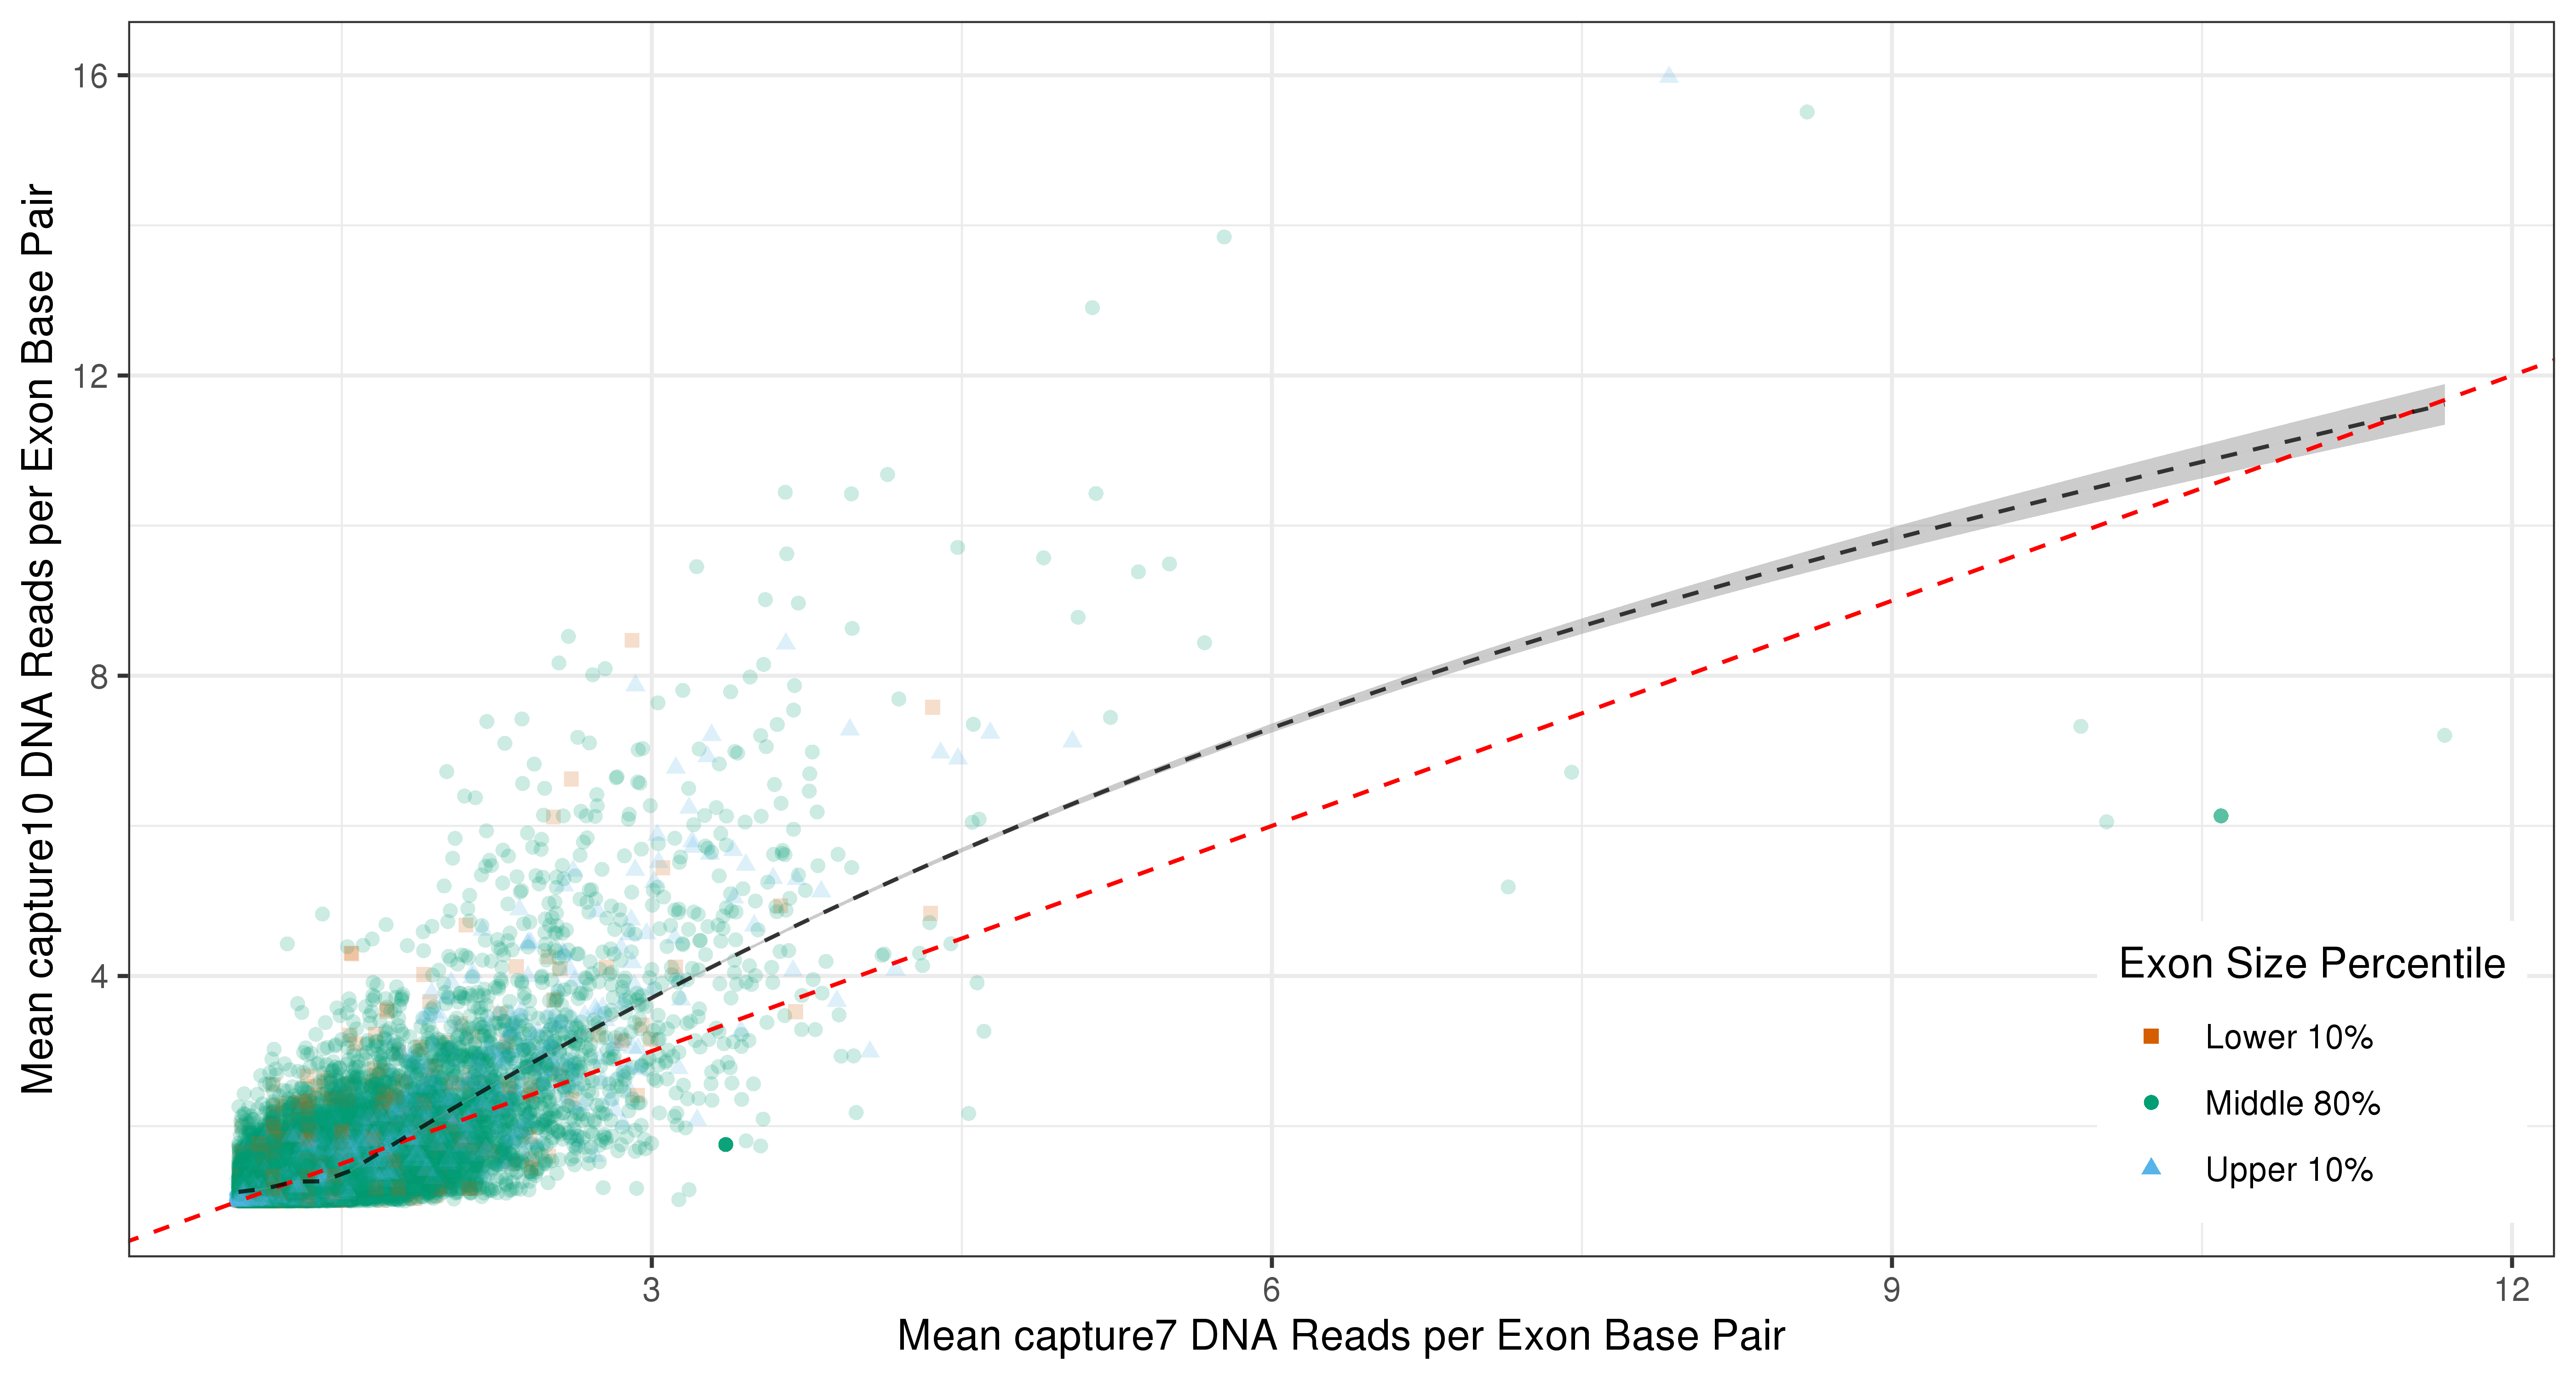 Mean capture10 DNA Reads per Exon Base Pair
16
12
8
4
3
6
9
12
Mean capture7 DNA Reads per Exon Base Pair
Exon Size Percentile
Lower 10%
Middle 80%
Upper 10%